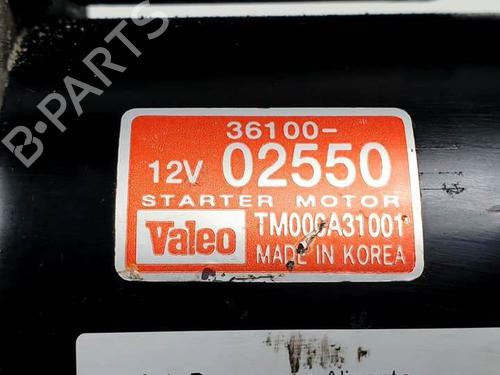 B-PARTS
36100-
12V 02550
STARTER MOTOR
Valeo TM000A31001
MADE IN KOREA